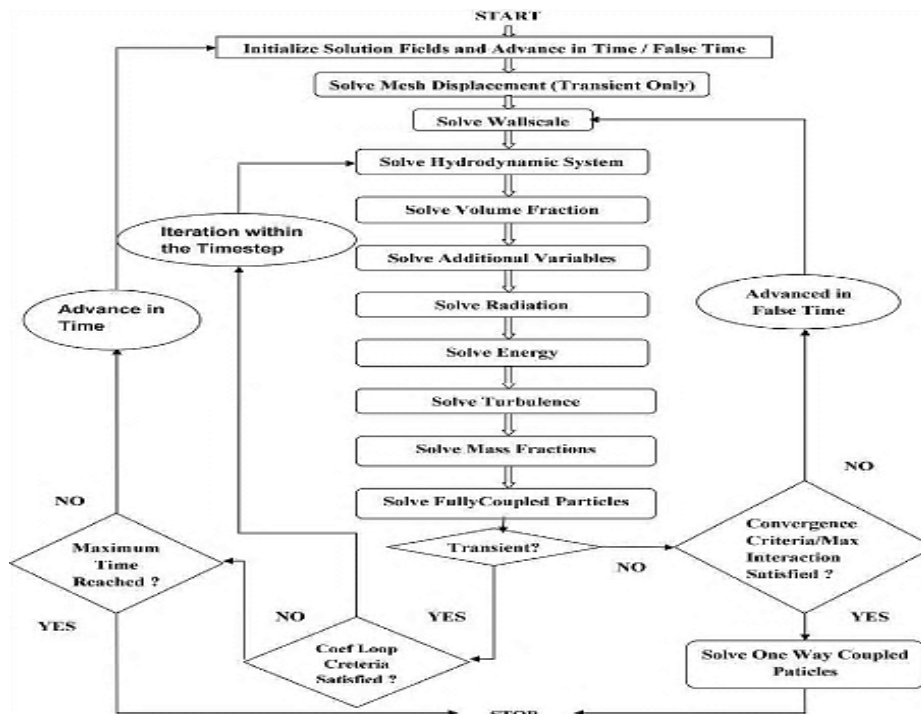 START
Initialize Solution Fields and Advance in Time / False Time
Solve Mesh Displacement (Transient Only)
Solve Wallscale
Solve Hydrodynamic System
Solve Volume Fraction
Iteration within
the Timestep
Solve Additional Variables
Solve Radiation
Advance in
Time
Advanced in
False Time
Solve Energy
Solve Turbulence
Solve Mass Fractions
NO
NO
Solve FullyCoupled Particles
Maximum
Time
Reached ?
Transient?
NO
Convergence
Criteria/Max
Interaction
Satisfied ?
YES
NO
YES
YES
Coef Loop
Creteria
Satisfied ?
Solve One Way Coupled
Paticles
STOP